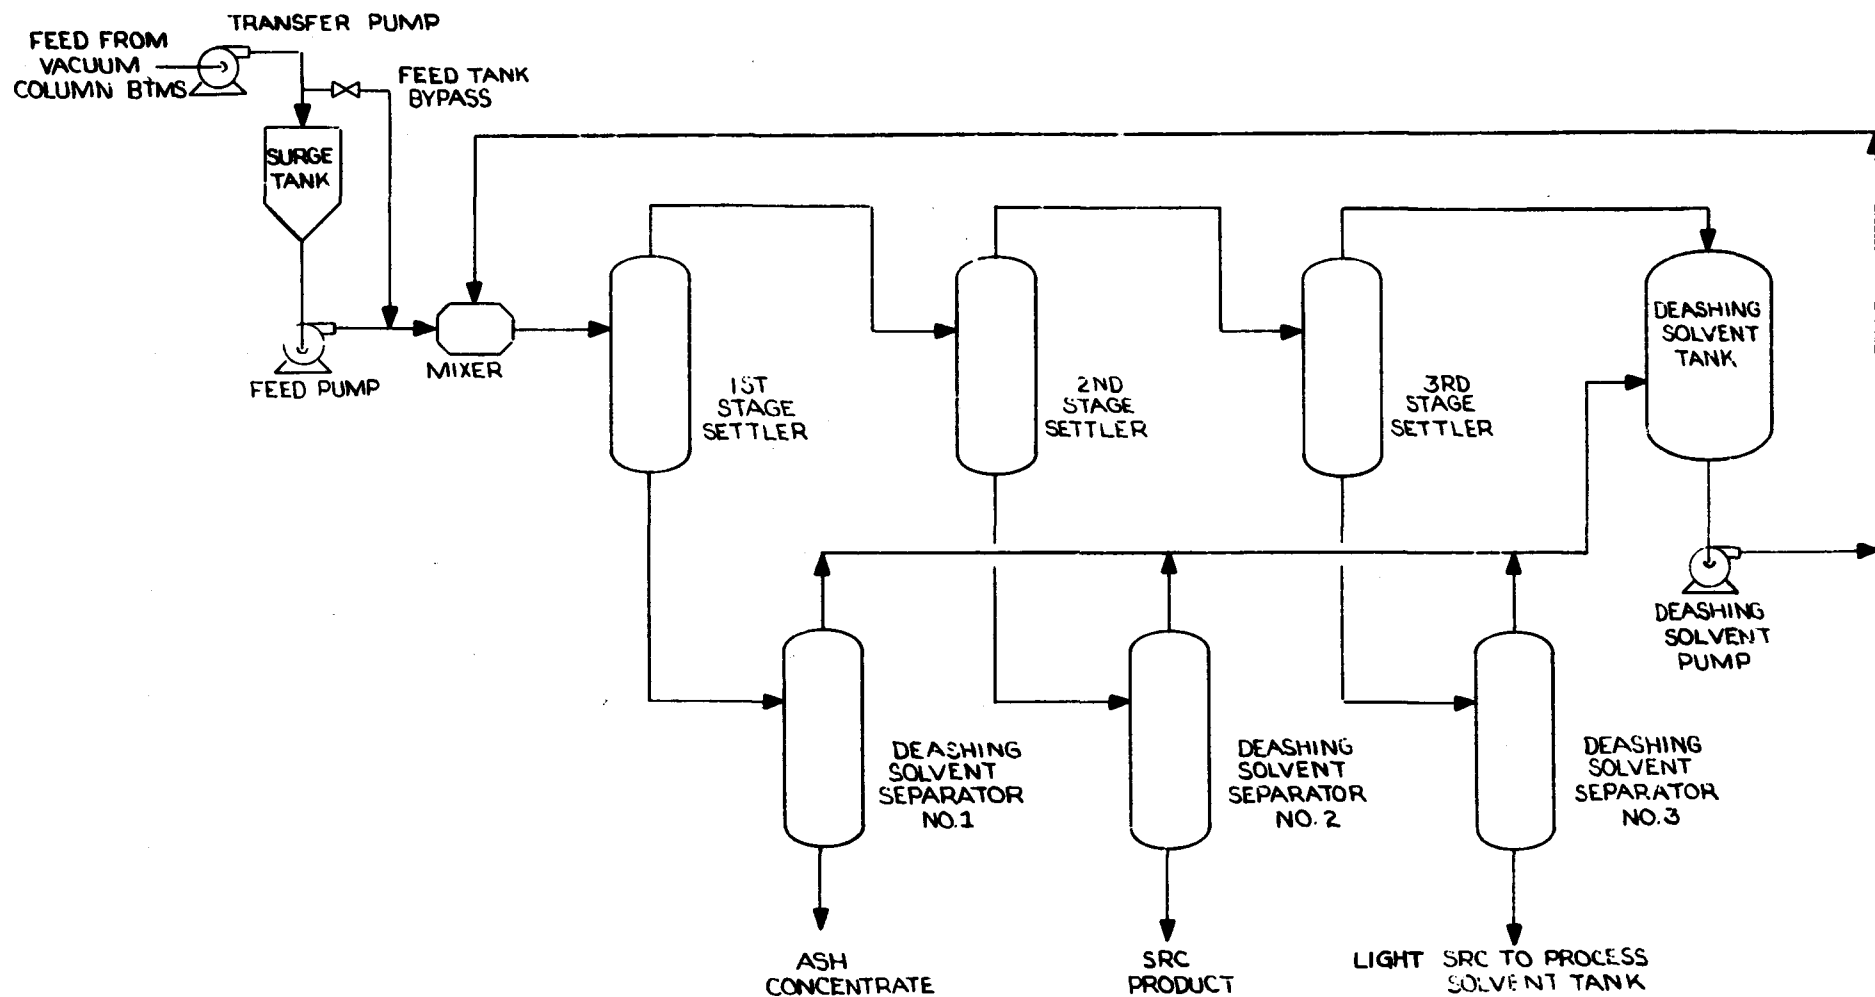 TRANSFER PUMP
FEED FROM
VACUUM
COLUMN BTMS
FEED TANK
BYPASS
SURGE
TANK
FEED PUMP
MIXER
1ST
STAGE
SETTLER
2ND
STAGE
SETTLER
3RD
STAGE
SETTLER
DEASHING
SOLVENT
TANK
DEASHING
SOLVENT
PUMP
DEASHING
SOLVENT
SEPARATOR
NO.1
DEASHING
SOLVENT
SEPARATOR
NO.2
DEASHING
SOLVENT
SEPARATOR
NO.3
ASH
CONCENTRATE
SRC
PRODUCT
LIGHT SRC TO PROCESS
SOLVENT TANK